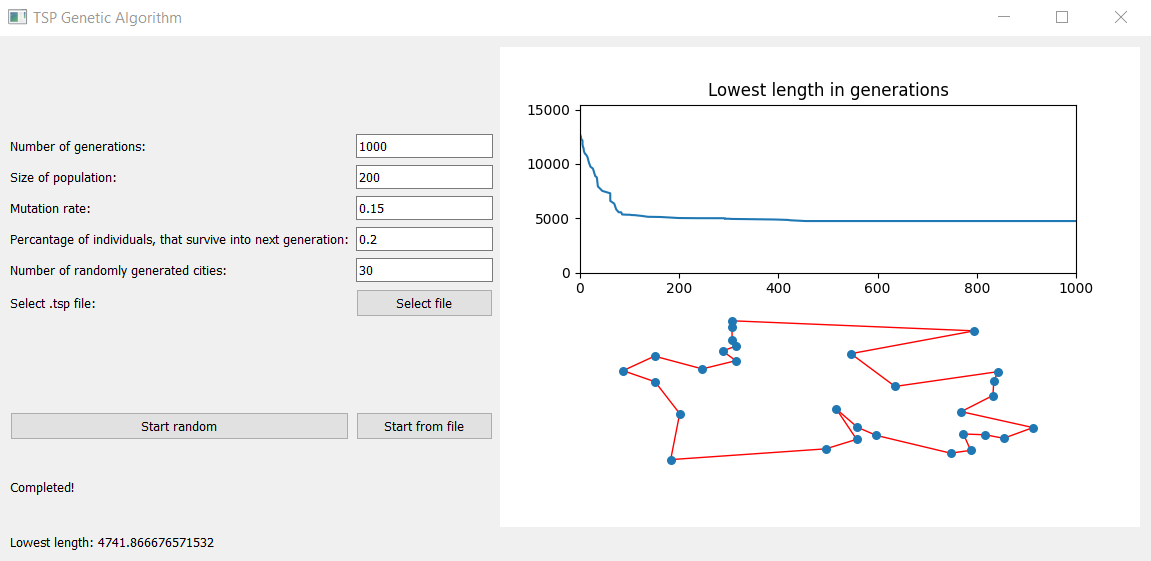 TSP Genetic Algorithm
Number of generations: 1000
Size of population: 200
Mutation rate: 0.15
Percantage of individuals, that survive into next generation: 0.2
Number of randomly generated cities: 30
Select .tsp file: Select file
Start random Start from file
Completed!
Lowest length: 4741.866676571532
Lowest length in generations
15000
10000
5000
0
0 200 400 600 800 1000